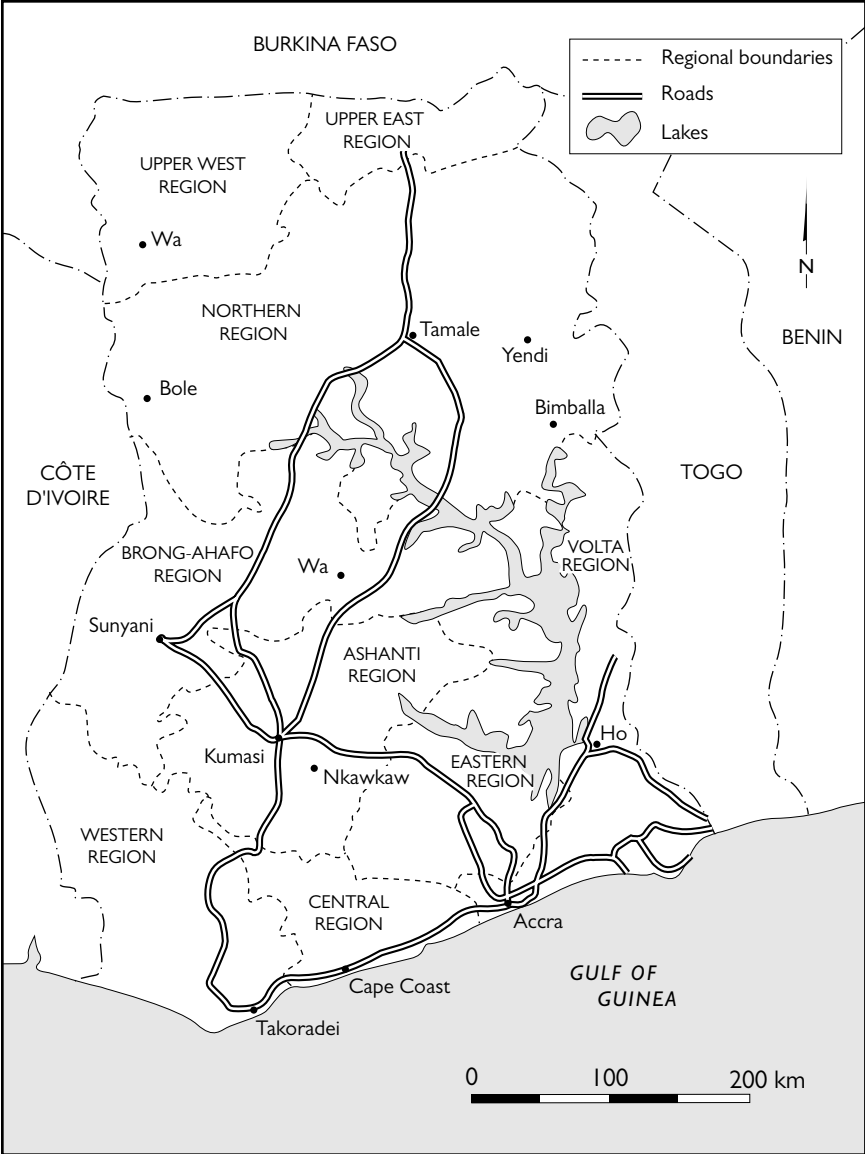 BURKINA FASO
Regional boundaries
Roads
Lakes
UPPER EAST
REGION
UPPER WEST
REGION
Wa
N
NORTHERN
REGION
Tamale
Yendi
BENIN
Bole
Bimballa
CÔTE
D'IVOIRE
TOGO
BRONG-AHAFO
REGION
Wa
VOLTA
REGION
Sunyani
ASHANTI
REGION
Kumasi
Ho
EASTERN
REGION
Nkawkaw
WESTERN
REGION
CENTRAL
REGION
Accra
Cape Coast
GULF OF
GUINEA
Takoradei
0 100 200 km